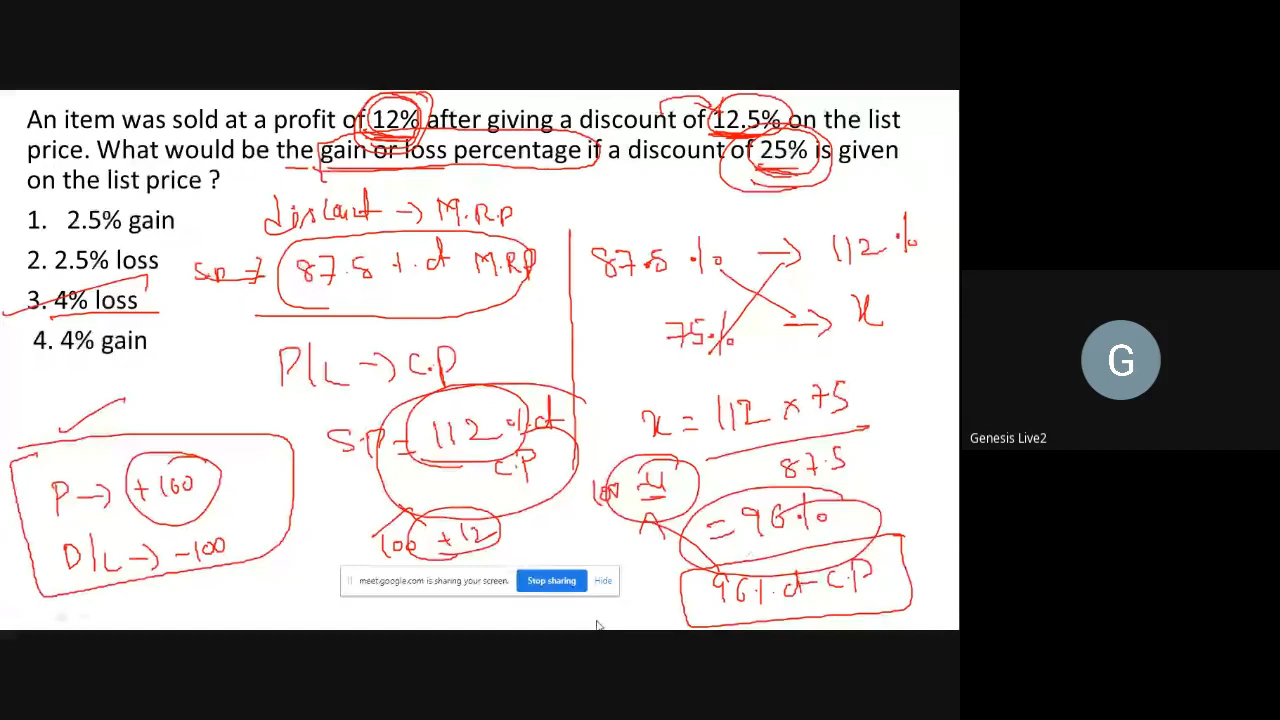 An item was sold at a profit of 12% after giving a discount of 12.5% on the list
price. What would be the gain or loss percentage if a discount of 25% is given
on the list price ?
1. 2.5% gain
2. 2.5% loss
3. 4% loss
4. 4% gain
discount → M.R.P
S.P → 87.5 %. of M.R.P
P/L → C.P
S.P = 112 %. of
C.P
100 +12
P → +100
D/L → -100
87.5 % → 112 %
75% → x
x = 112 × 75
87.5
100 -4
= 96%
96%. of C.P
meet.google.com is sharing your screen.
Stop sharing
Hide
G
Genesis Live2